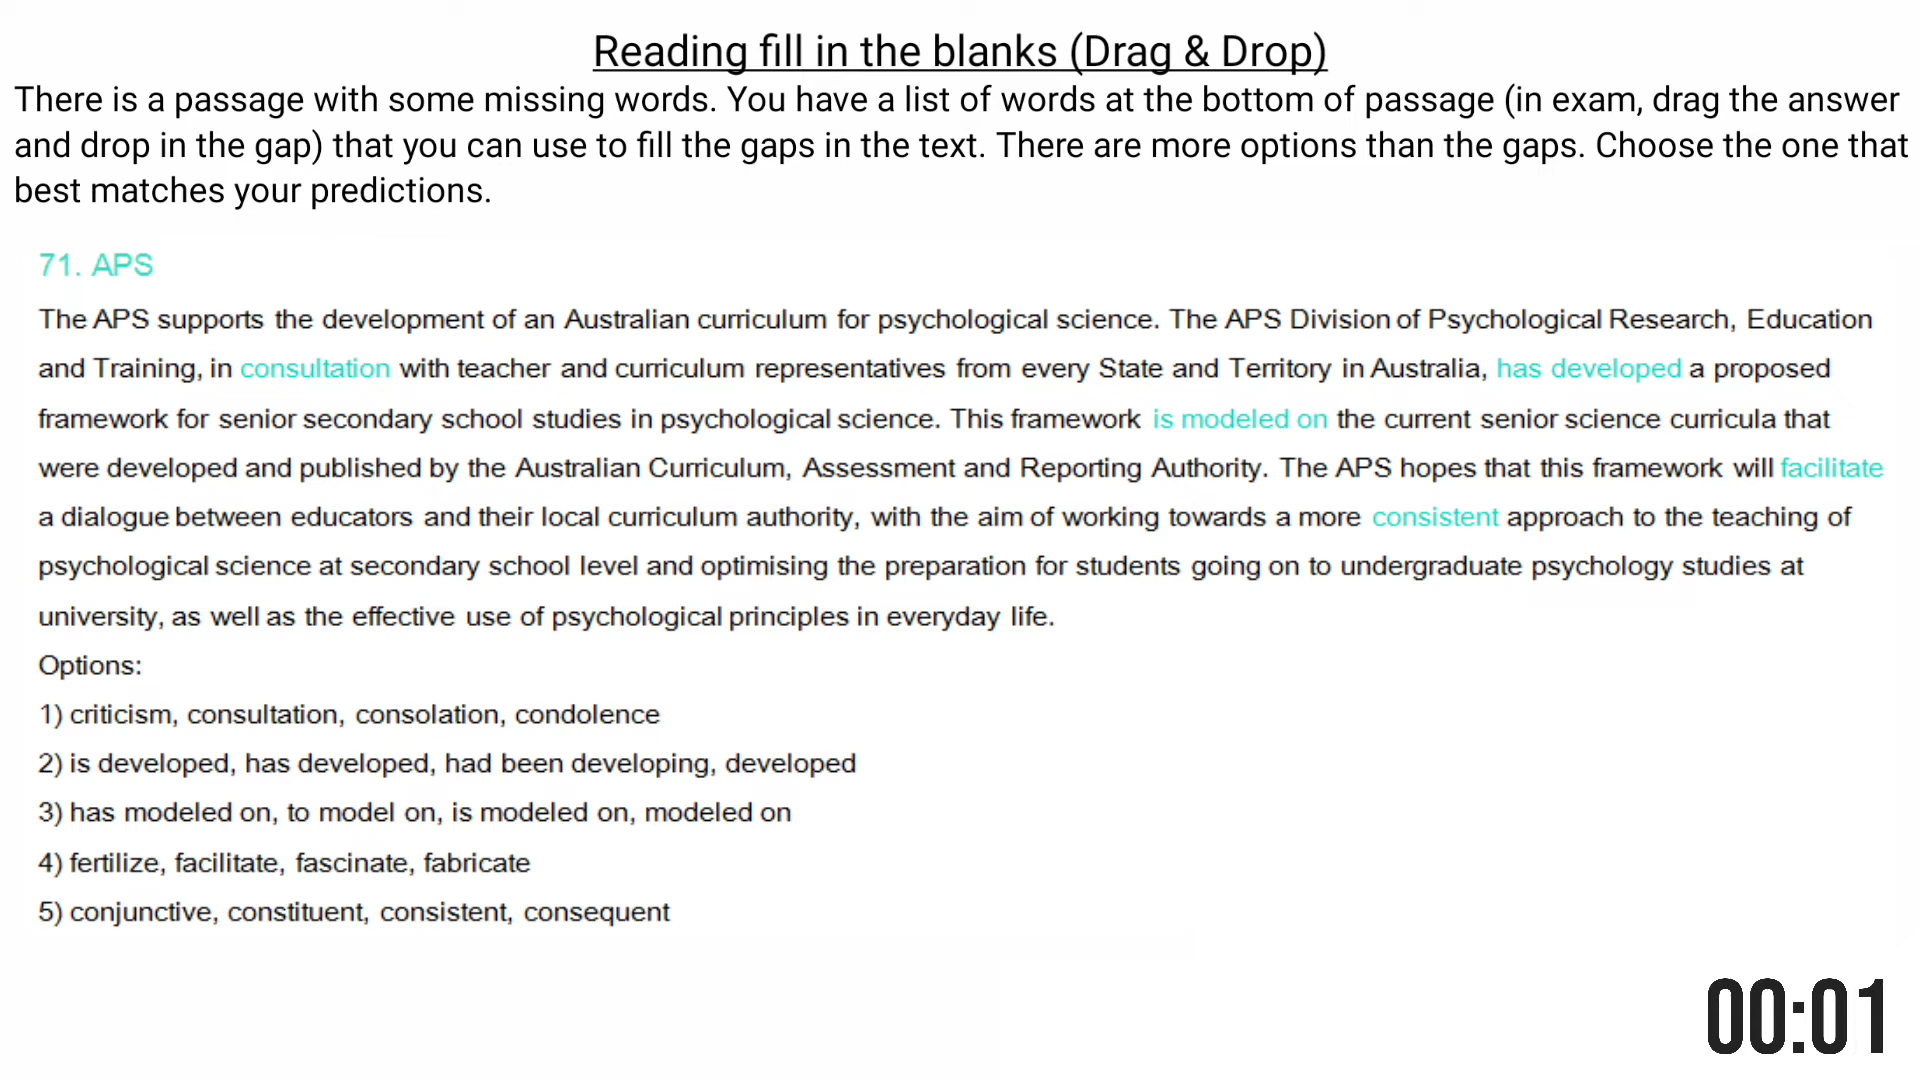 Reading fill in the blanks (Drag & Drop)
There is a passage with some missing words. You have a list of words at the bottom of passage (in exam, drag the answer
and drop in the gap) that you can use to fill the gaps in the text. There are more options than the gaps. Choose the one that
best matches your predictions.
71. APS
The APS supports the development of an Australian curriculum for psychological science. The APS Division of Psychological Research, Education
and Training, in consultation with teacher and curriculum representatives from every State and Territory in Australia, has developed a proposed
framework for senior secondary school studies in psychological science. This framework is modeled on the current senior science curricula that
were developed and published by the Australian Curriculum, Assessment and Reporting Authority. The APS hopes that this framework will facilitate
a dialogue between educators and their local curriculum authority, with the aim of working towards a more consistent approach to the teaching of
psychological science at secondary school level and optimising the preparation for students going on to undergraduate psychology studies at
university, as well as the effective use of psychological principles in everyday life.
Options:
1) criticism, consultation, consolation, condolence
2) is developed, has developed, had been developing, developed
3) has modeled on, to model on, is modeled on, modeled on
4) fertilize, facilitate, fascinate, fabricate
5) conjunctive, constituent, consistent, consequent
00:01